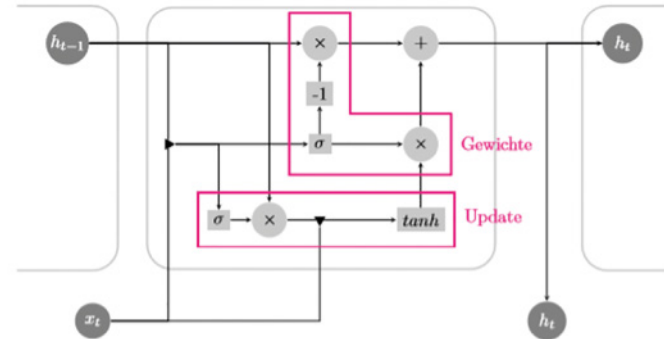 h_{t−1}
×
+
h_t
-1
σ
×
Gewichte
σ
×
tanh
Update
x_t
h_t